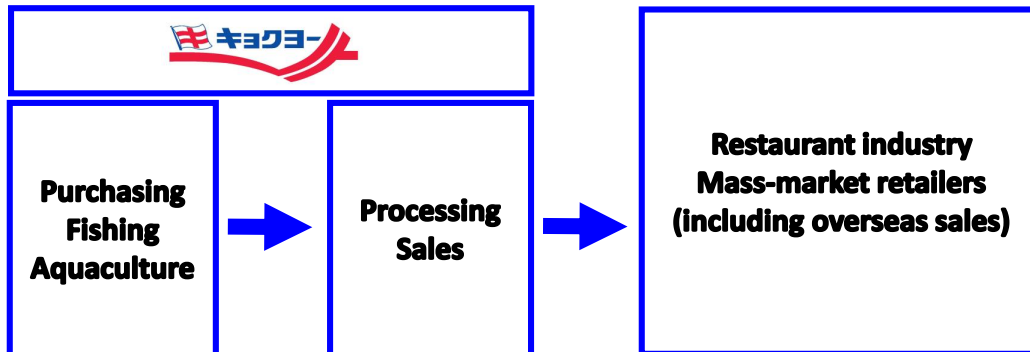 キョクヨー
Purchasing
Fishing
Aquaculture
Processing
Sales
Restaurant industry
Mass-market retailers
(including overseas sales)